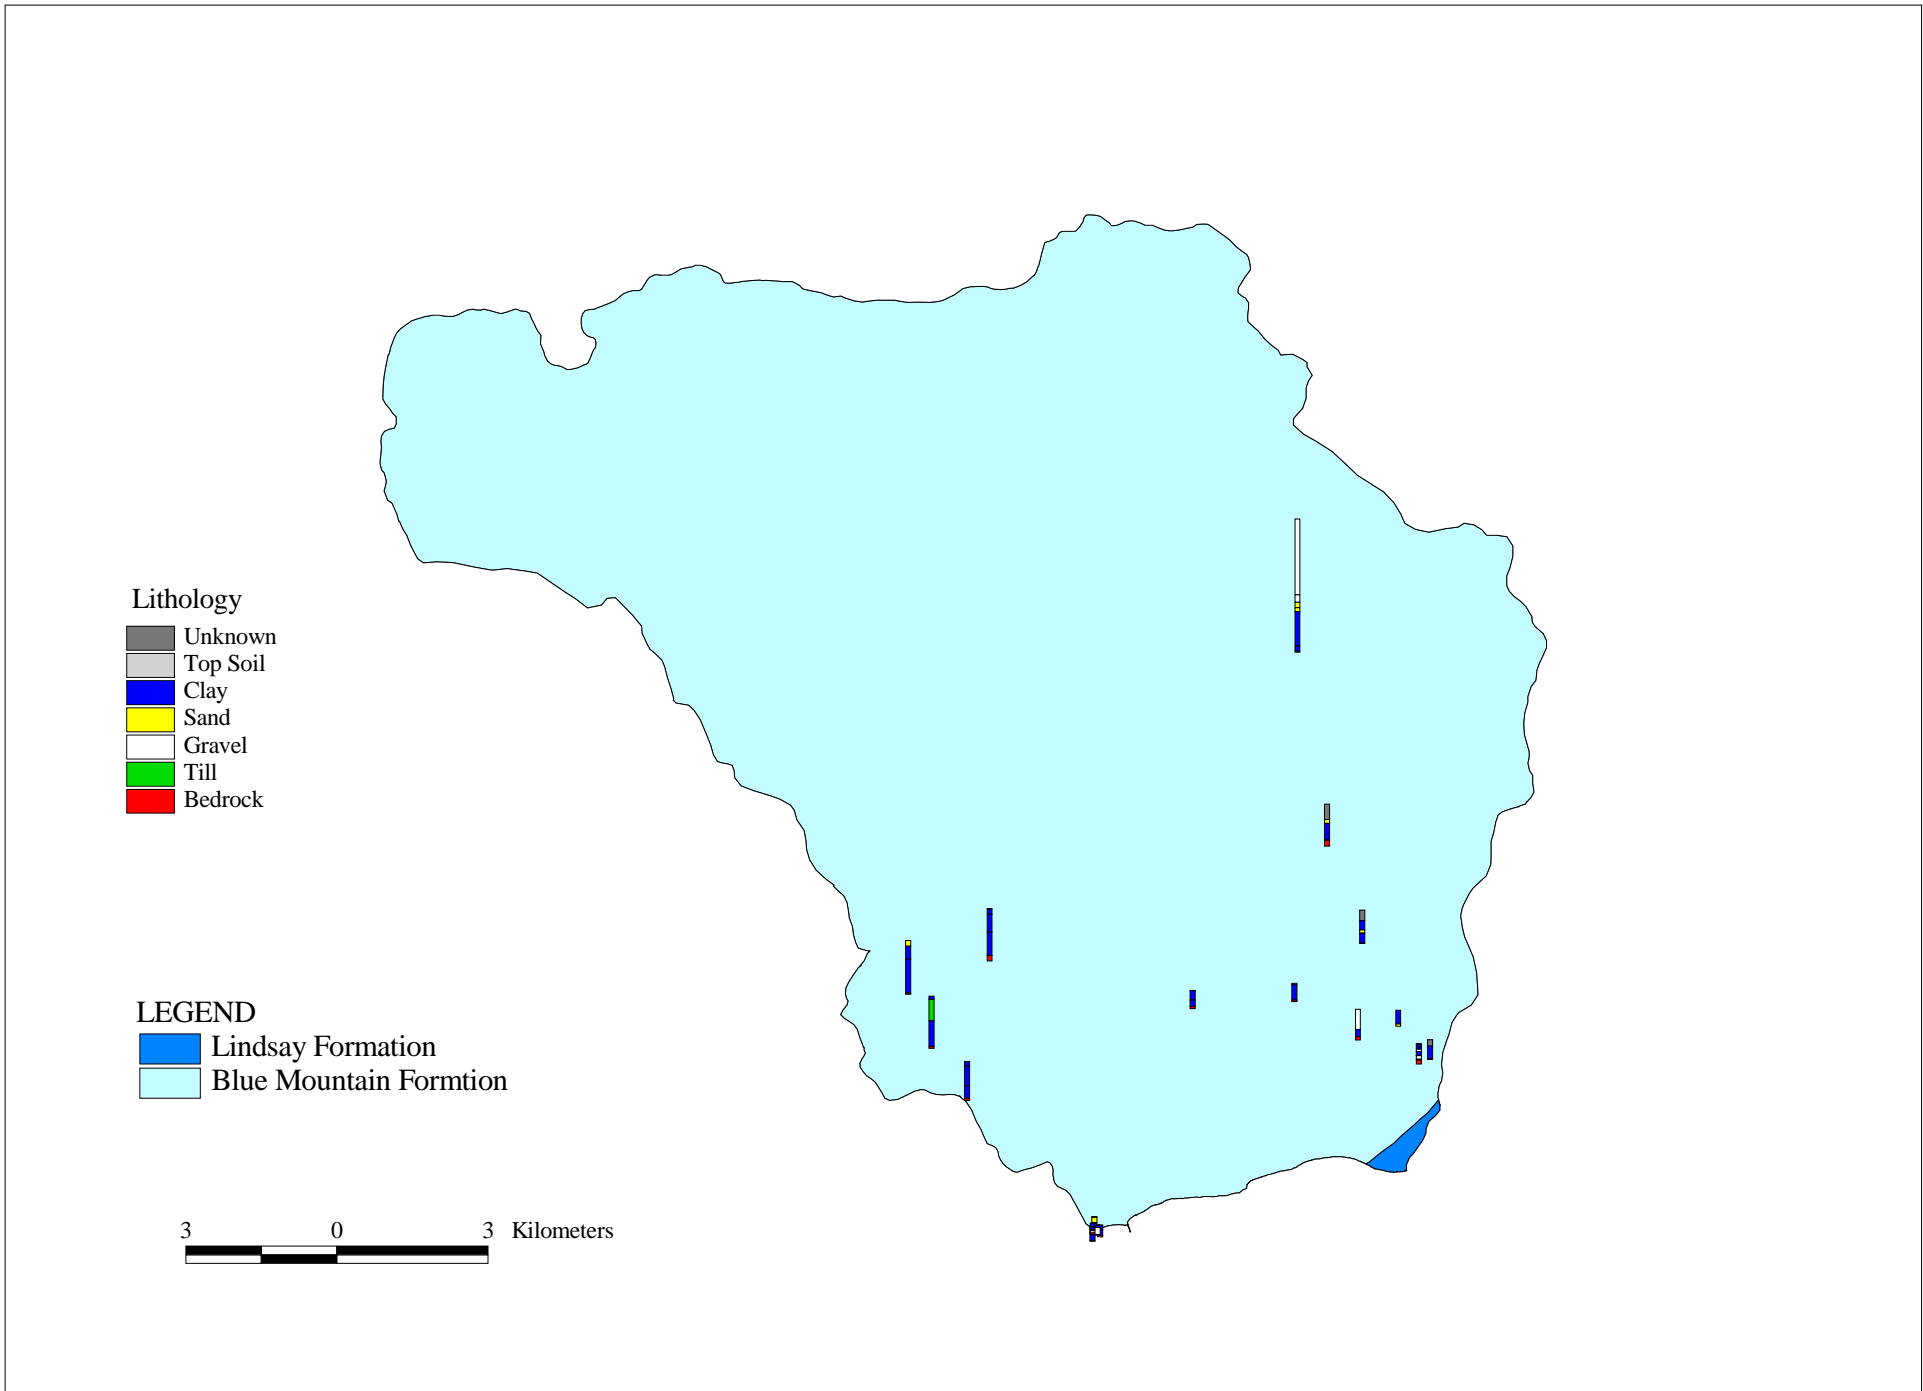 Lithology
Unknown
Top Soil
Clay
Sand
Gravel
Till
Bedrock
LEGEND
Lindsay Formation
Blue Mountain Formtion
3 0 3 Kilometers